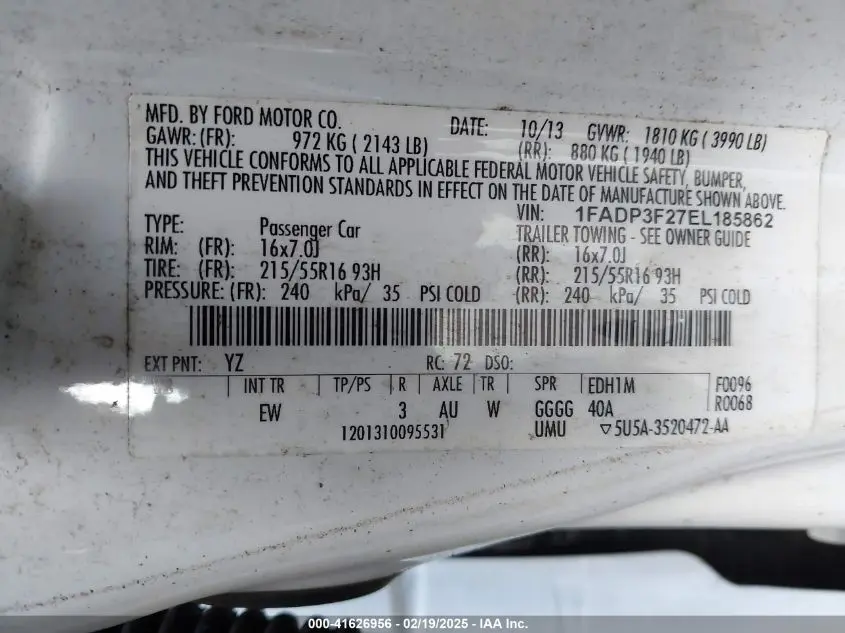 MFD. BY FORD MOTOR CO. DATE: 10/13 GVWR: 1810 KG ( 3990 LB)
GAWR: (FR): 972 KG ( 2143 LB) (RR): 880 KG ( 1940 LB)
THIS VEHICLE CONFORMS TO ALL APPLICABLE FEDERAL MOTOR VEHICLE SAFETY, BUMPER,
AND THEFT PREVENTION STANDARDS IN EFFECT ON THE DATE OF MANUFACTURE SHOWN ABOVE.
VIN: 1FADP3F27EL185862
TYPE: Passenger Car TRAILER TOWING - SEE OWNER GUIDE
RIM: (FR): 16x7.0J (RR): 16x7.0J
TIRE: (FR): 215/55R16 93H (RR): 215/55R16 93H
PRESSURE: (FR): 240 kPa/ 35 PSI COLD (RR): 240 kPa/ 35 PSI COLD
EXT PNT: YZ RC: 72 DSO:
INT TR TP/PS R AXLE TR SPR EDH1M F0096
EW 3 AU W GGGG 40A R0068
1201310095531 UMU ▽5U5A-3520472-AA
000-41626956 - 02/19/2025 - IAA Inc.